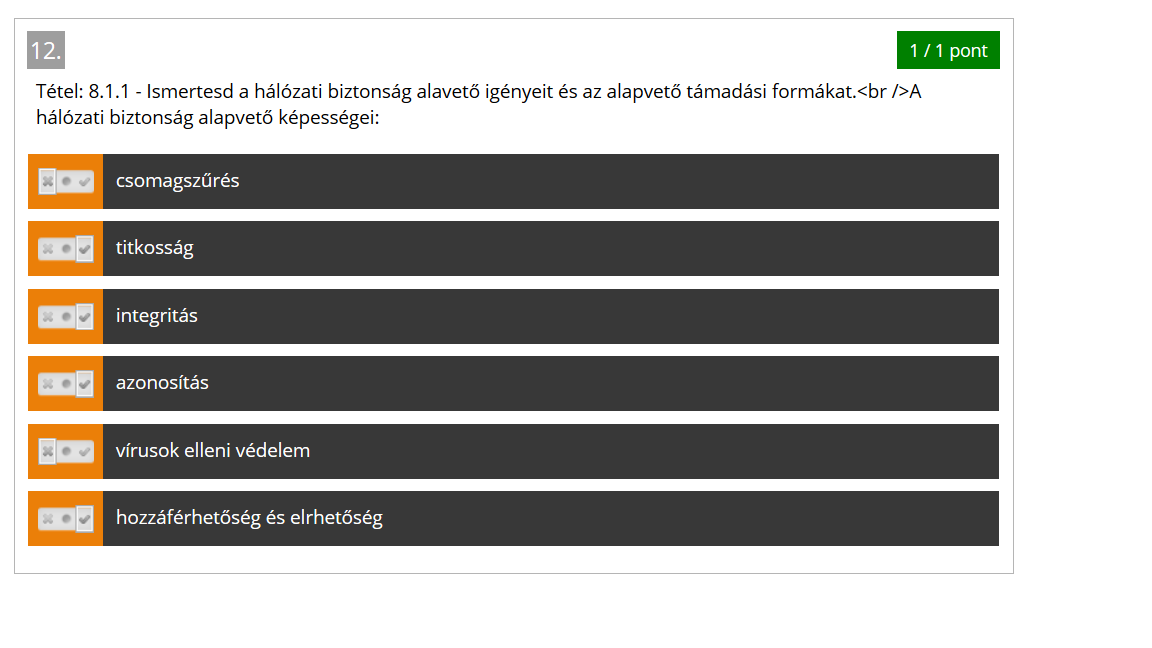 12.
1 / 1 pont
Tétel: 8.1.1 - Ismertesd a hálózati biztonság alavető igényeit és az alapvető támadási formákat.<br />A
hálózati biztonság alapvető képességei:
csomagszűrés
titkosság
integritás
azonosítás
vírusok elleni védelem
hozzáférhetőség és elrhetőség